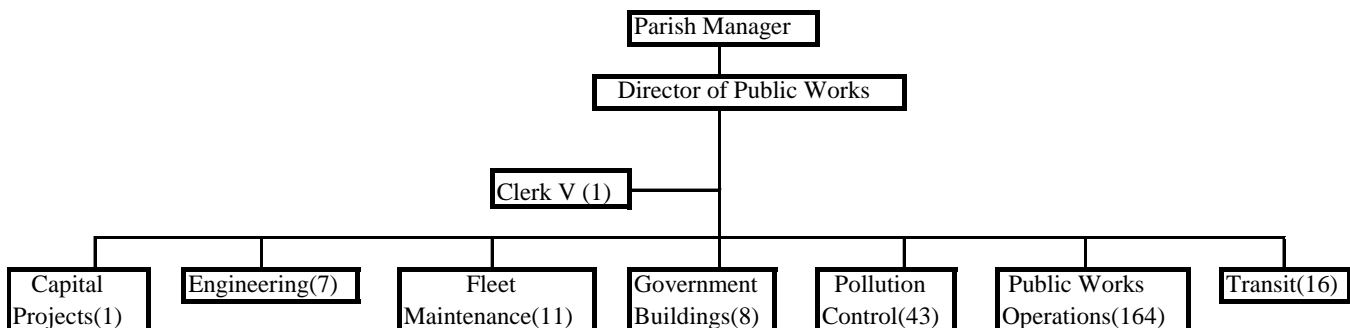 Parish Manager
Director of Public Works
Clerk V (1)
Capital
Projects(1)
Engineering(7)
Fleet
Maintenance(11)
Government
Buildings(8)
Pollution
Control(43)
Public Works
Operations(164)
Transit(16)